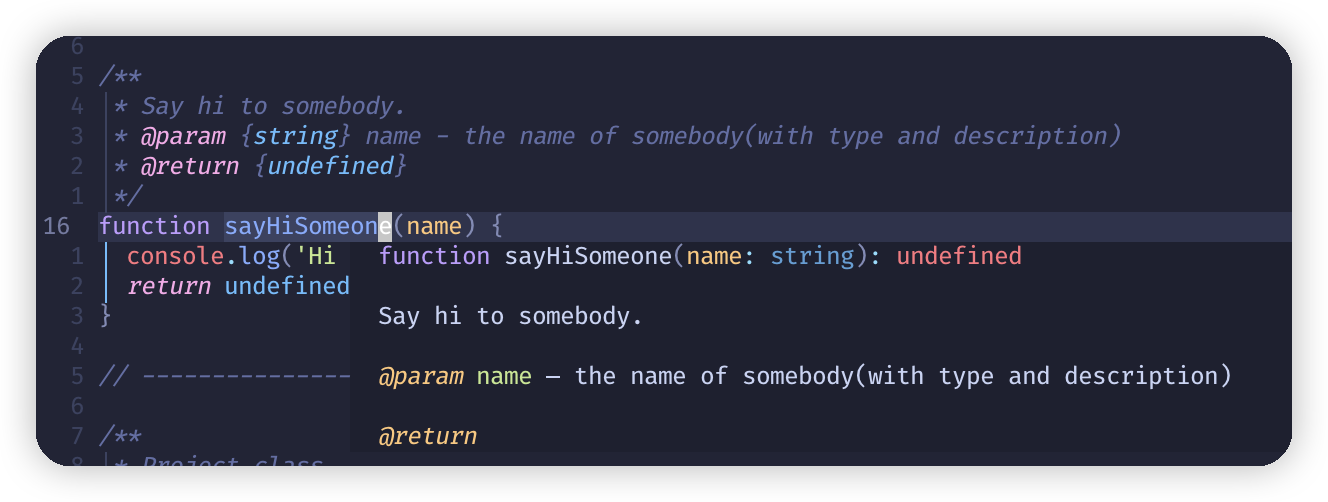 6
5 /**
4  * Say hi to somebody.
3  * @param {string} name - the name of somebody(with type and description)
2  * @return {undefined}
1  */
16 function sayHiSomeone(name) {
1   console.log('Hi
function sayHiSomeone(name: string): undefined
2   return undefined
3 }
Say hi to somebody.
4
5 // ---------------
@param name — the name of somebody(with type and description)
6
7 /**
@return
8  * Project class